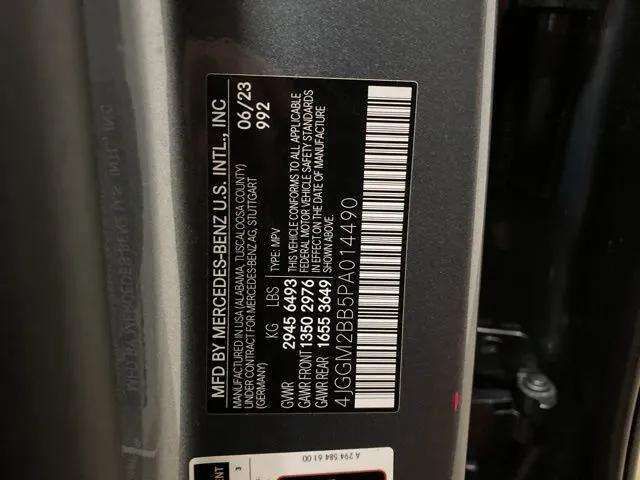 MFD BY MERCEDES-BENZ U.S. INTL., INC
MANUFACTURED IN USA (ALABAMA, TUSCALOOSA COUNTY)
UNDER CONTRACT FOR MERCEDES-BENZ AG, STUTTGART
(GERMANY)
06/23
992
KG LBS TYPE: MPV
GVWR 2945 6493
GAWR FRONT 1350 2976
GAWR REAR 1655 3649
THIS VEHICLE CONFORMS TO ALL APPLICABLE
FEDERAL MOTOR VEHICLE SAFETY STANDARDS
IN EFFECT ON THE DATE OF MANUFACTURE
SHOWN ABOVE.
4JGGM2BB5PA014490
A 294 584 61 00
3